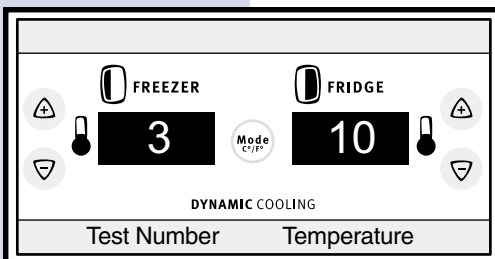 FREEZER FRIDGE
+ +
3 Mode C°/F° 10
− −
DYNAMIC COOLING
Test Number Temperature